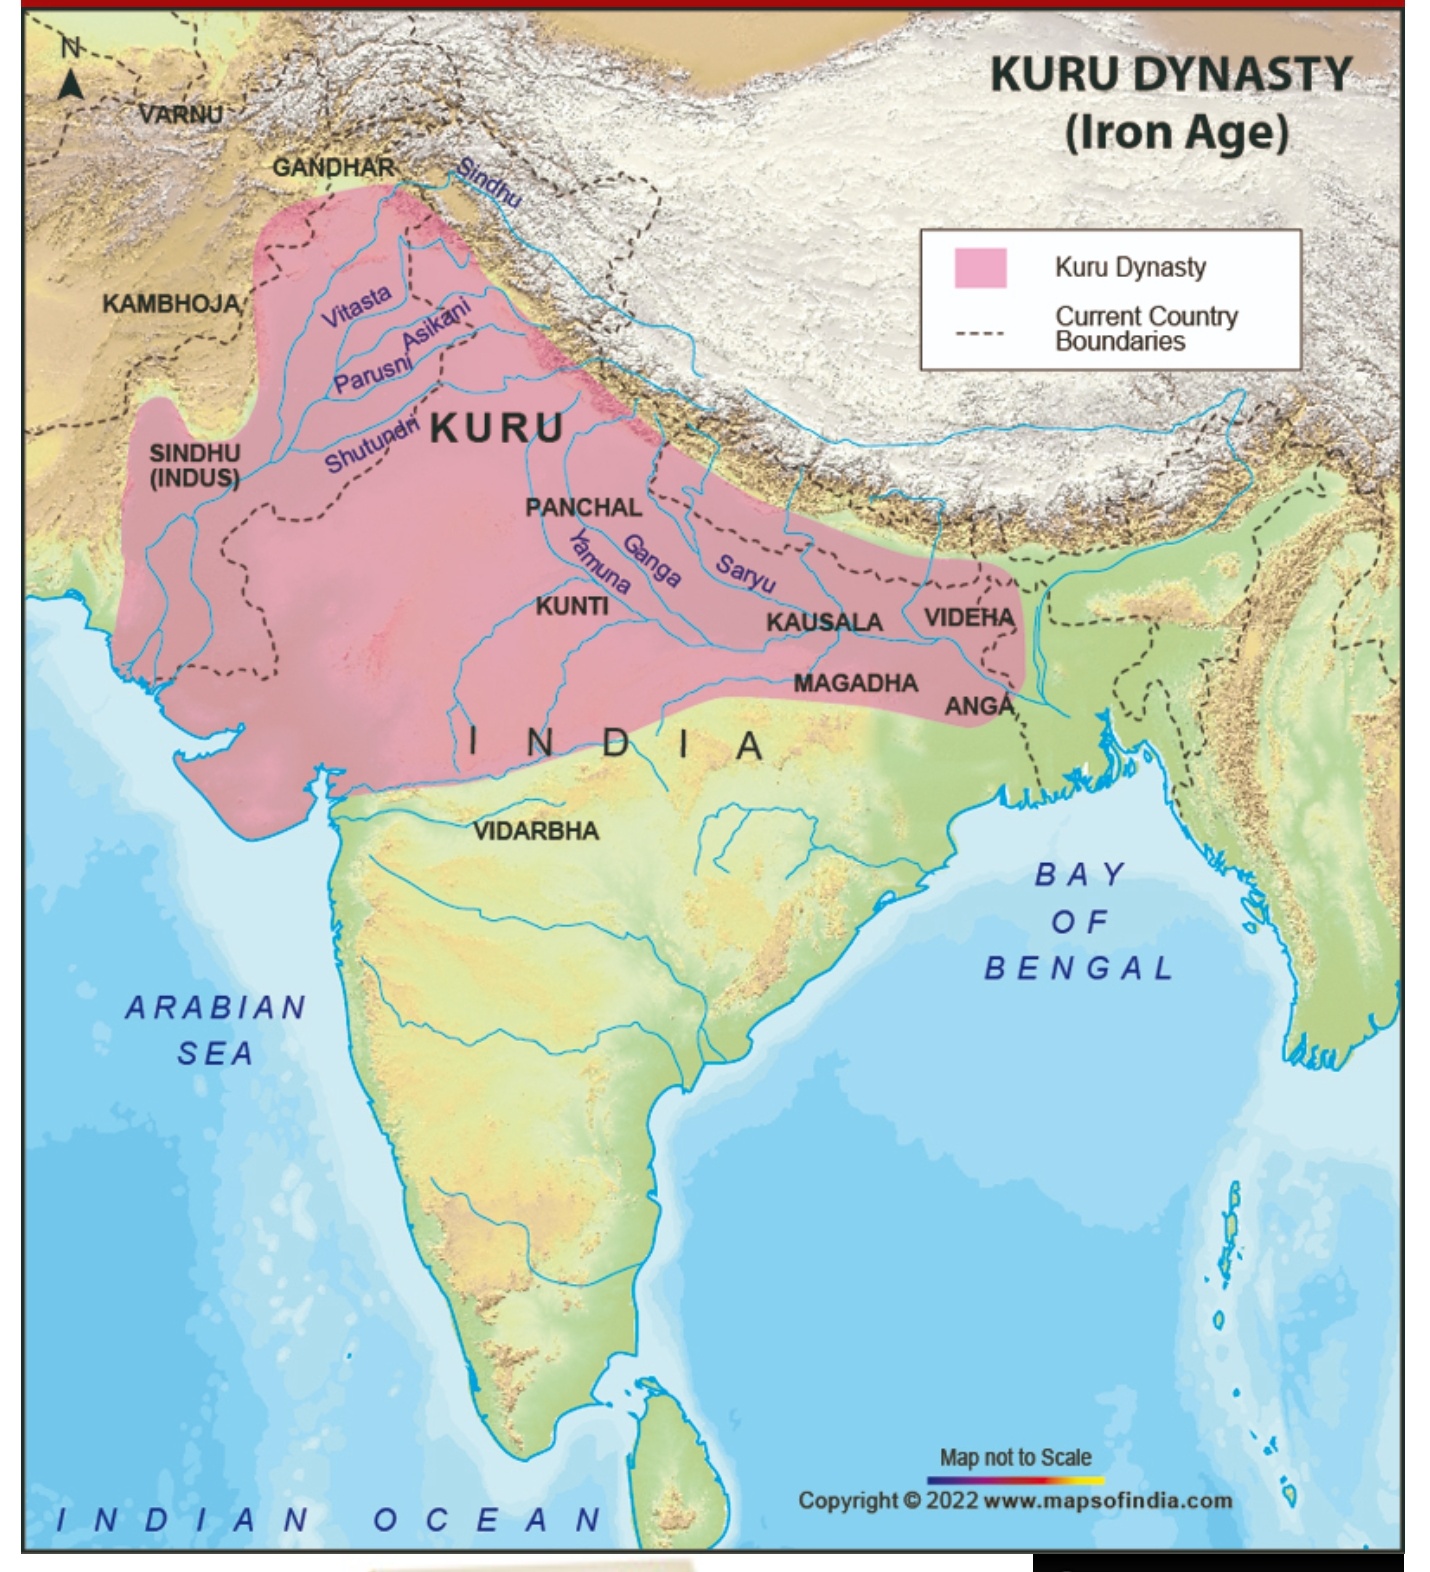 N
KURU DYNASTY
(Iron Age)
VARNU
GANDHAR
Sindhu
Kuru Dynasty
Current Country
Boundaries
KAMBHOJA
Vitasta
Asikani
Parusni
Shutundri
KURU
SINDHU
(INDUS)
PANCHAL
Yamuna
Ganga
Saryu
KUNTI
KAUSALA
VIDEHA
MAGADHA
ANGA
INDIA
VIDARBHA
BAY
OF
BENGAL
ARABIAN
SEA
Map not to Scale
Copyright © 2022 www.mapsofindia.com
INDIAN OCEAN